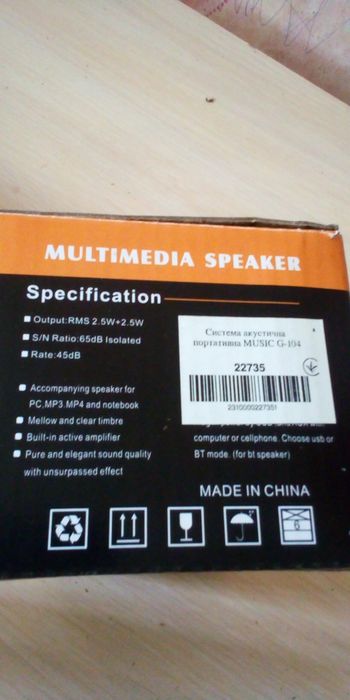 MULTIMEDIA SPEAKER
Specification
Output:RMS 2.5W+2.5W
S/N Ratio:65dB Isolated
Rate:45dB
Accompanying speaker for
PC,MP3,MP4 and notebook
Mellow and clear timbre
Built-in active amplifier
Pure and elegant sound quality
with unsurpassed effect
Система акустична
портативна MUSIC G-104
22735
2310000227351
computer or cellphone. Choose usb or
BT mode. (for bt speaker)
MADE IN CHINA
6